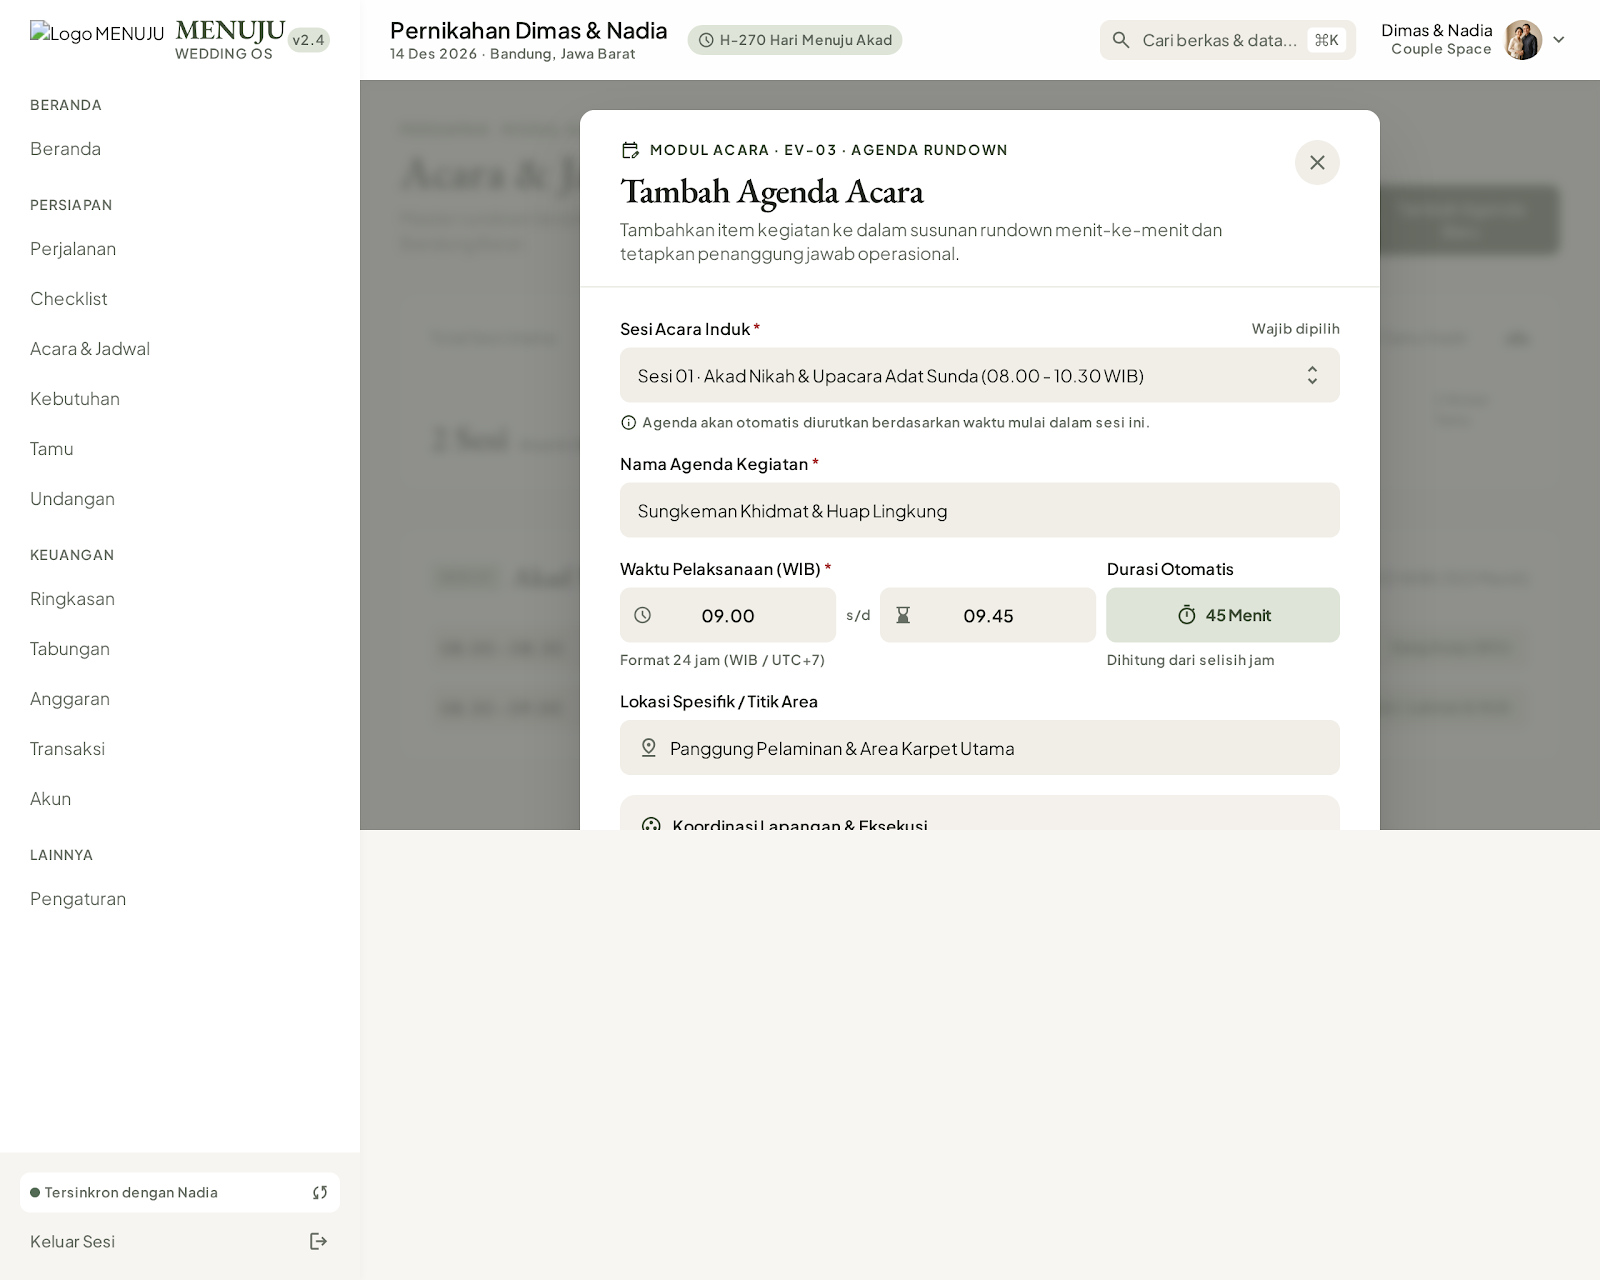 Logo MENUJU
MENUJU
WEDDING OS
v2.4
BERANDA
Beranda
PERSIAPAN
Perjalanan
Checklist
Acara & Jadwal
Kebutuhan
Tamu
Undangan
KEUANGAN
Ringkasan
Tabungan
Anggaran
Transaksi
Akun
LAINNYA
Pengaturan
Tersinkron dengan Nadia
Keluar Sesi
Pernikahan Dimas & Nadia
14 Des 2026 · Bandung, Jawa Barat
H-270 Hari Menuju Akad
Cari berkas & data... ⌘K
Dimas & Nadia
Couple Space
MODUL ACARA · EV-03 · AGENDA RUNDOWN
Tambah Agenda Acara
Tambahkan item kegiatan ke dalam susunan rundown menit-ke-menit dan
tetapkan penanggung jawab operasional.
Sesi Acara Induk * Wajib dipilih
Sesi 01 · Akad Nikah & Upacara Adat Sunda (08.00 - 10.30 WIB)
Agenda akan otomatis diurutkan berdasarkan waktu mulai dalam sesi ini.
Nama Agenda Kegiatan *
Sungkeman Khidmat & Huap Lingkung
Waktu Pelaksanaan (WIB) * Durasi Otomatis
09.00 s/d 09.45 45 Menit
Format 24 jam (WIB / UTC+7) Dihitung dari selisih jam
Lokasi Spesifik / Titik Area
Panggung Pelaminan & Area Karpet Utama
Koordinasi Lapangan & Eksekusi
Acara & J
2 Sesi